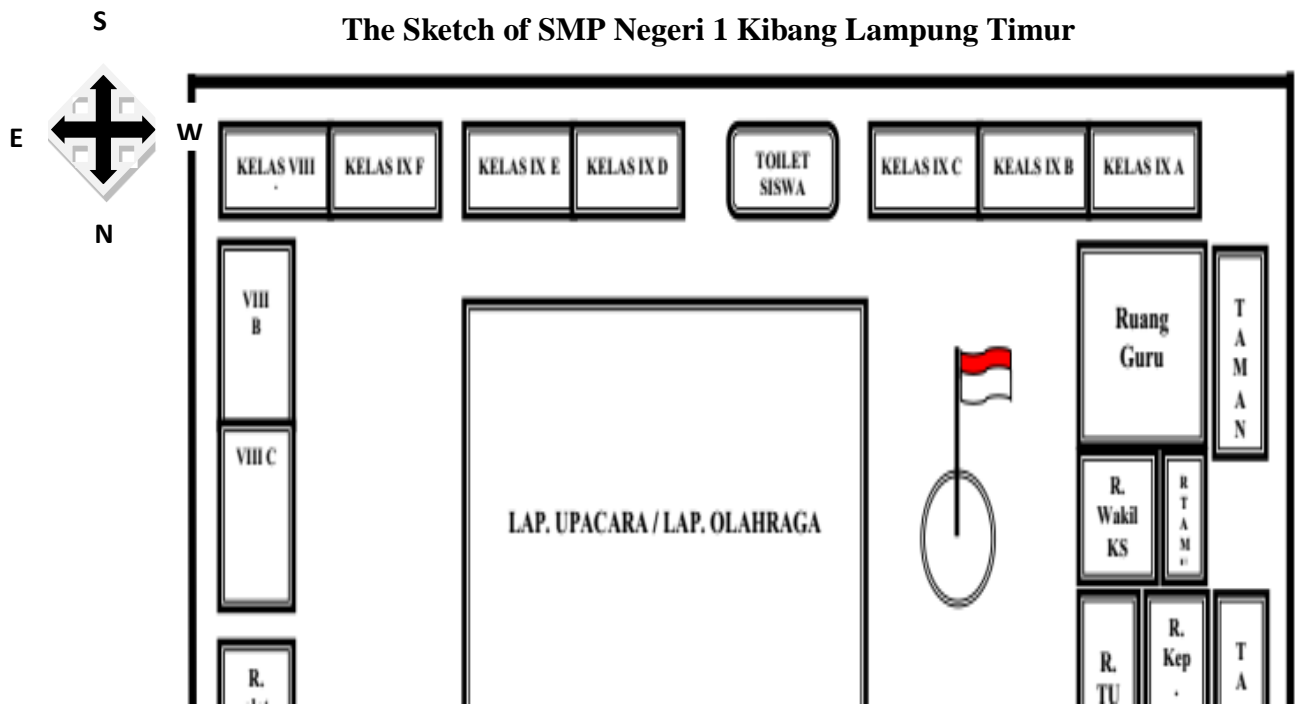 S
The Sketch of SMP Negeri 1 Kibang Lampung Timur
E
W
N
KELAS VIII
.
KELAS IX F
KELAS IX E
KELAS IX D
TOILET
SISWA
KELAS IX C
KEALS IX B
KELAS IX A
VIII
B
Ruang
Guru
T
A
M
A
N
VIII C
LAP. UPACARA / LAP. OLAHRAGA
R.
Wakil
KS
R
T
A
M
R.
R.
TU
R.
Kep
.
T
A